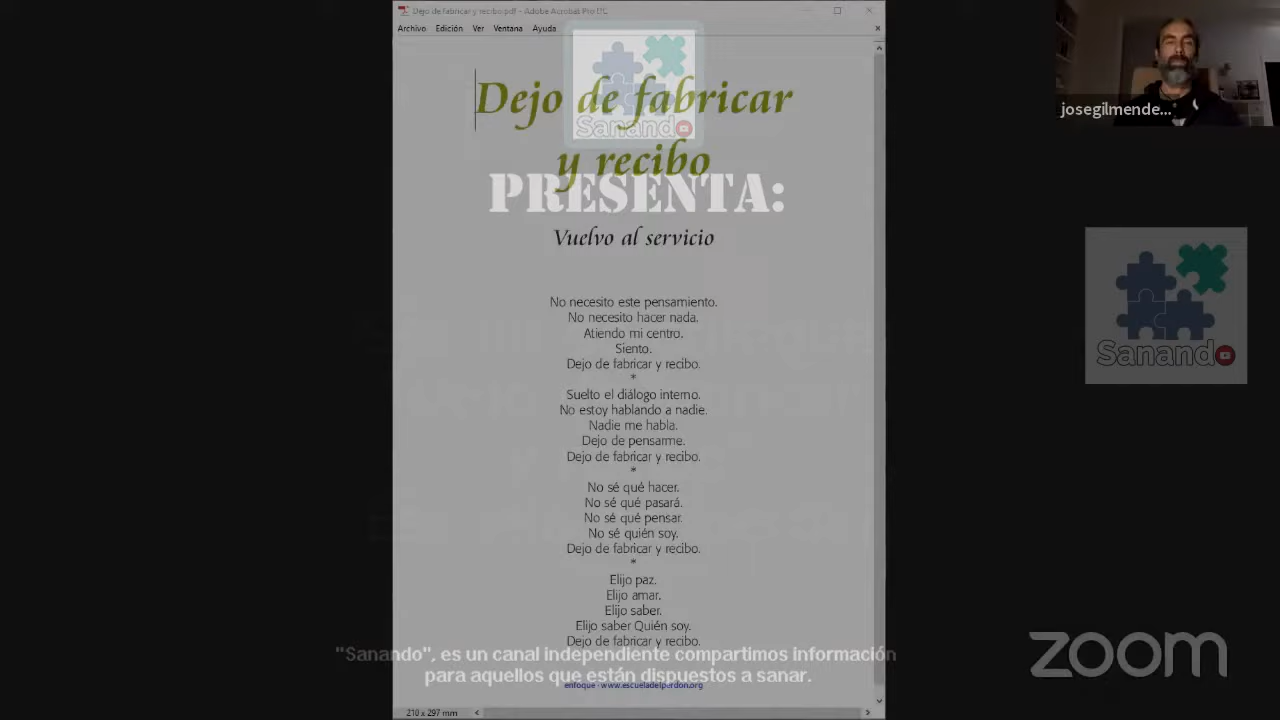 Dejo de fabricar y recibo.pdf - Adobe Acrobat Pro DC
Archivo Edición Ver Ventana Ayuda
Dejo de fabricar
y recibo
Sanando
PRESENTA:
Vuelvo al servicio
No necesito este pensamiento.
No necesito hacer nada.
Atiendo mi centro.
Siento.
Dejo de fabricar y recibo.
*
Suelto el diálogo interno.
No estoy hablando a nadie.
Nadie me habla.
Dejo de pensarme.
Dejo de fabricar y recibo.
*
No sé qué hacer.
No sé qué pasará.
No sé qué pensar.
No sé quién soy.
Dejo de fabricar y recibo.
*
Elijo paz.
Elijo amar.
Elijo saber.
Elijo saber Quién soy.
Dejo de fabricar y recibo.
"Sanando", es un canal independiente compartimos información
para aquellos que están dispuestos a sanar.
enfoque - www.escueladelperdon.org
210 x 297 mm
josegilmende...
Sanando
zoom